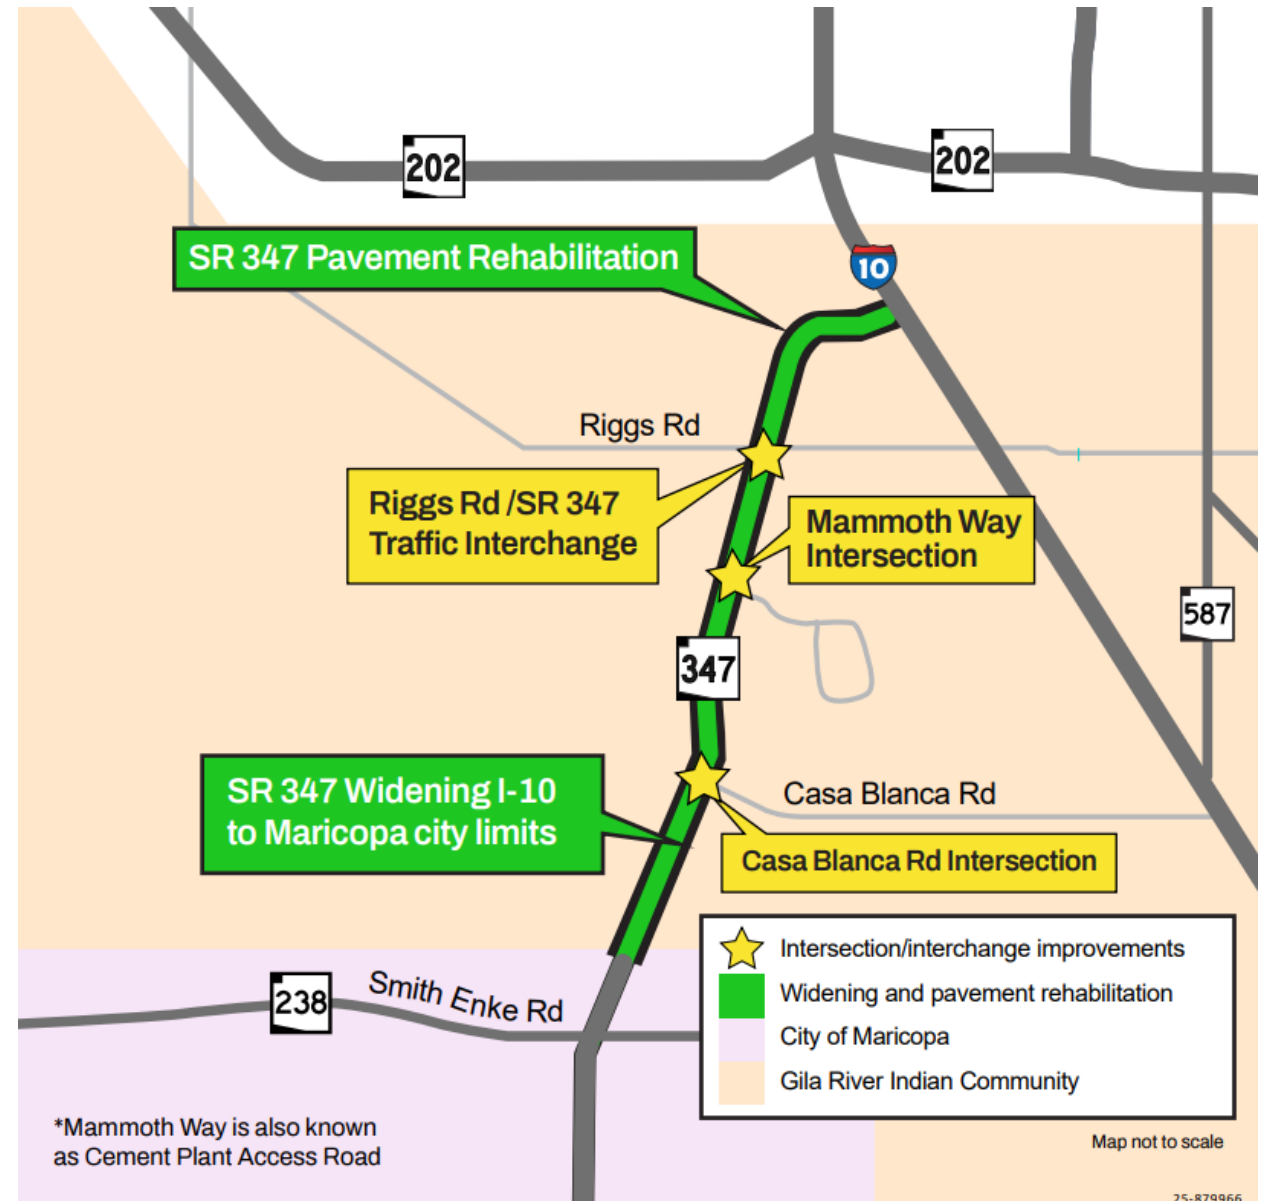 202
202
SR 347 Pavement Rehabilitation
10
Riggs Rd
Riggs Rd /SR 347
Traffic Interchange
Mammoth Way
Intersection
587
347
SR 347 Widening I-10
to Maricopa city limits
Casa Blanca Rd
Casa Blanca Rd Intersection
Intersection/interchange improvements
Widening and pavement rehabilitation
City of Maricopa
Gila River Indian Community
238
Smith Enke Rd
*Mammoth Way is also known
as Cement Plant Access Road
Map not to scale
25-879966